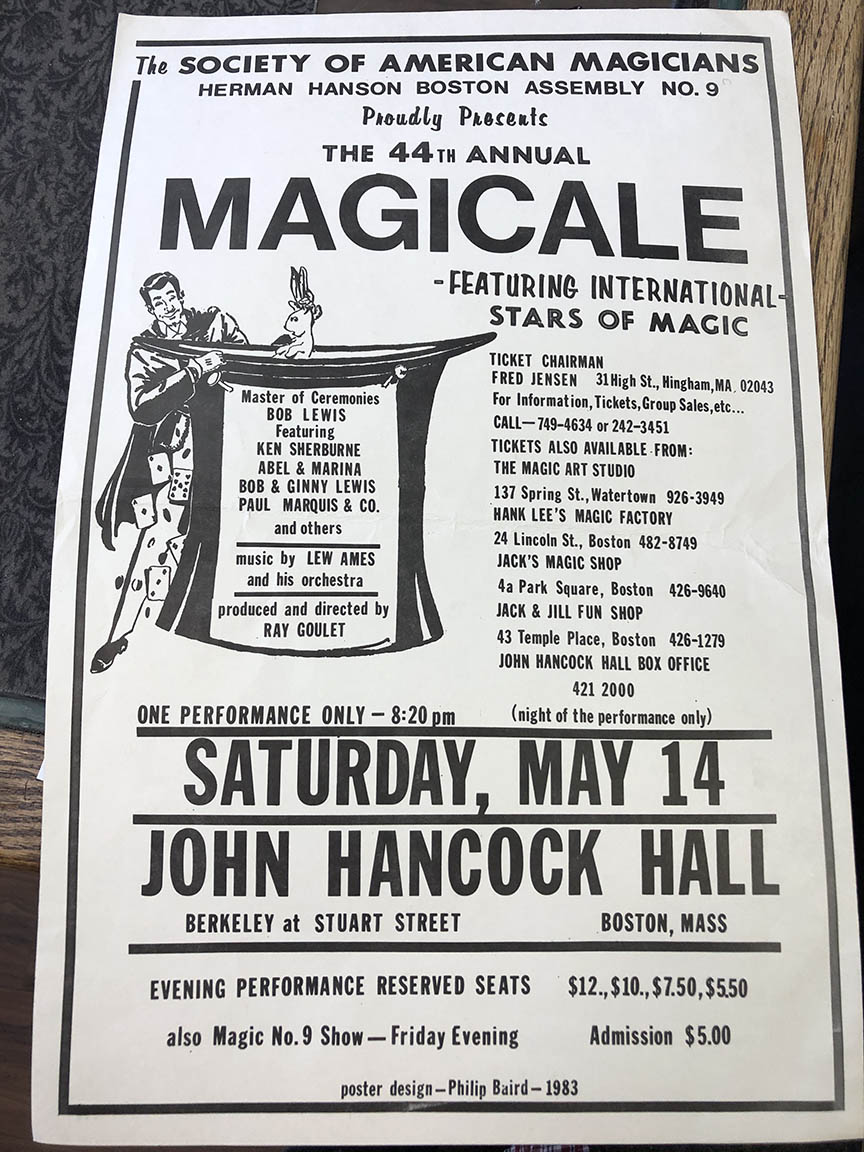 The SOCIETY OF AMERICAN MAGICIANS
HERMAN HANSON BOSTON ASSEMBLY NO. 9
Proudly Presents
THE 44TH ANNUAL
MAGICALE
-FEATURING INTERNATIONAL-
STARS OF MAGIC
Master of Ceremonies
BOB LEWIS
Featuring
KEN SHERBURNE
ABEL & MARINA
BOB & GINNY LEWIS
PAUL MARQUIS & CO.
and others
music by LEW AMES
and his orchestra
produced and directed by
RAY GOULET
TICKET CHAIRMAN
FRED JENSEN 31 High St., Hingham, MA. 02043
For Information, Tickets, Group Sales, etc...
CALL—749-4634 or 242-3451
TICKETS ALSO AVAILABLE FROM:
THE MAGIC ART STUDIO
137 Spring St., Watertown 926-3949
HANK LEE'S MAGIC FACTORY
24 Lincoln St., Boston 482-8749
JACK'S MAGIC SHOP
4a Park Square, Boston 426-9640
JACK & JILL FUN SHOP
43 Temple Place, Boston 426-1279
JOHN HANCOCK HALL BOX OFFICE
421 2000
(night of the performance only)
ONE PERFORMANCE ONLY — 8:20 pm
SATURDAY, MAY 14
JOHN HANCOCK HALL
BERKELEY at STUART STREET BOSTON, MASS
EVENING PERFORMANCE RESERVED SEATS $12., $10., $7.50, $5.50
also Magic No. 9 Show — Friday Evening Admission $5.00
poster design — Philip Baird — 1983